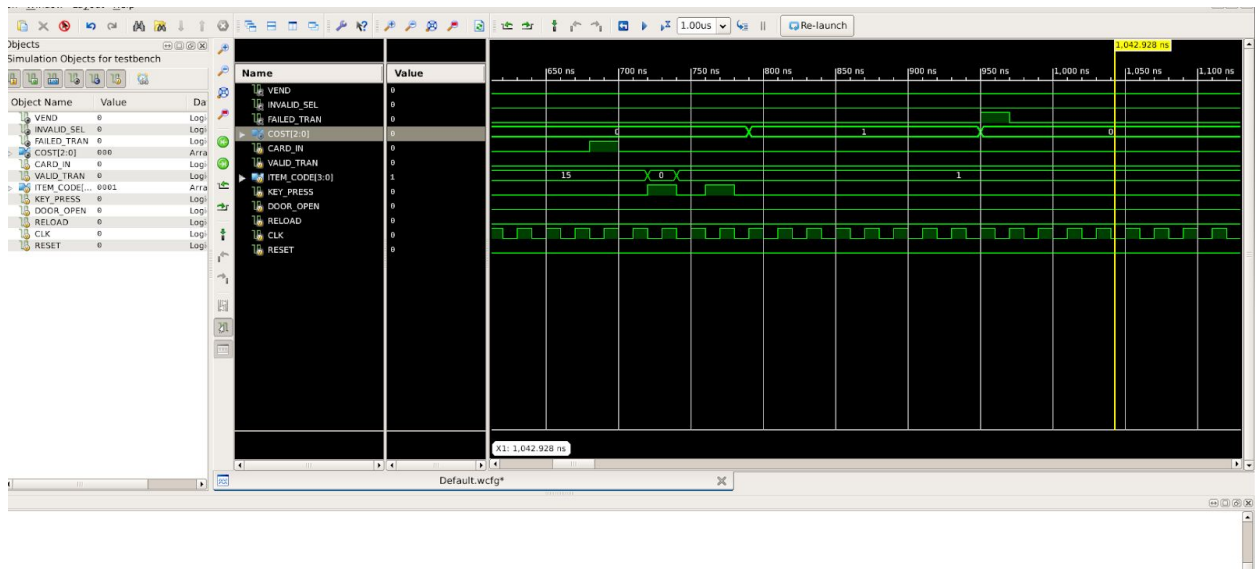 1.00us
Re-launch
Objects
Simulation Objects for testbench
Object Name Value Da
VEND 0 Logi
INVALID_SEL 0 Logi
FAILED_TRAN 0 Logi
COST[2:0] 000 Arra
CARD_IN 0 Logi
VALID_TRAN 0 Logi
ITEM_CODE[... 0001 Arra
KEY_PRESS 0 Logi
DOOR_OPEN 0 Logi
RELOAD 0 Logi
CLK 0 Logi
RESET 0 Logi
Name Value
VEND 0
INVALID_SEL 0
FAILED_TRAN 0
COST[2:0] 0
CARD_IN 0
VALID_TRAN 0
ITEM_CODE[3:0] 1
KEY_PRESS 0
DOOR_OPEN 0
RELOAD 0
CLK 0
RESET 0
1,042.928 ns
650 ns 700 ns 750 ns 800 ns 850 ns 900 ns 950 ns 1,000 ns 1,050 ns 1,100 ns
0 1 0
15 0 1
X1: 1,042.928 ns
Default.wcfg*